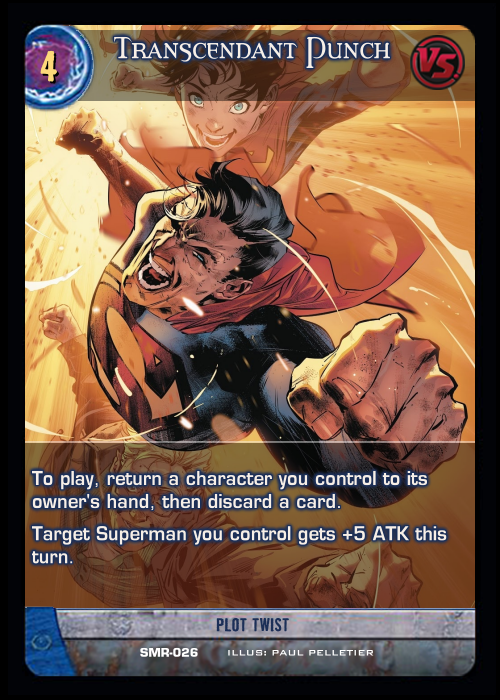 4
Transcendant Punch
VS
To play, return a character you control to its
owner's hand, then discard a card.
Target Superman you control gets +5 ATK this
turn.
PLOT TWIST
SMR-026 ILLUS: PAUL PELLETIER